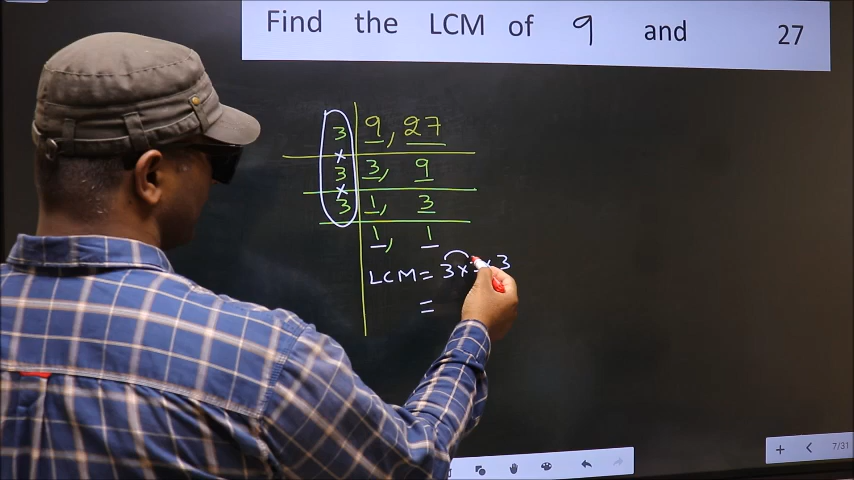 Find the LCM of 9 and 27
3 9, 27
×
3 3, 9
×
3 1, 3
1, 1
LCM = 3 × 3 × 3
=
7/31